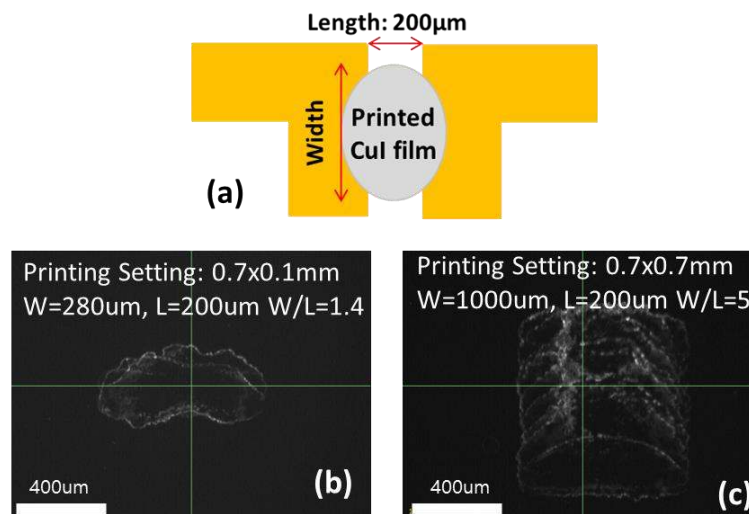 Length: 200µm
Width
Printed
CuI film
(a)
Printing Setting: 0.7x0.1mm
W=280um, L=200um W/L=1.4
400um
(b)
Printing Setting: 0.7x0.7mm
W=1000um, L=200um W/L=5
400um
(c)